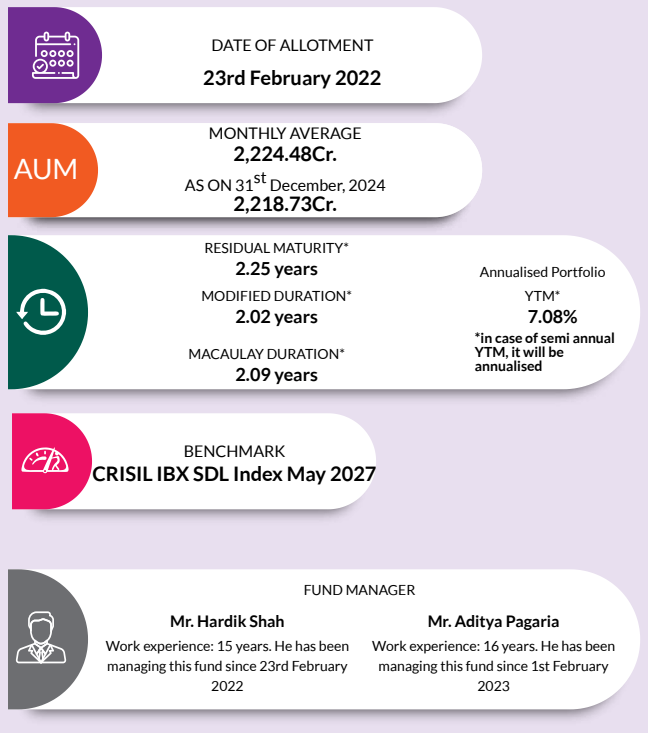 DATE OF ALLOTMENT
23rd February 2022
AUM
MONTHLY AVERAGE
2,224.48Cr.
AS ON 31st December, 2024
2,218.73Cr.
RESIDUAL MATURITY*
2.25 years
MODIFIED DURATION*
2.02 years
MACAULAY DURATION*
2.09 years
Annualised Portfolio
YTM*
7.08%
*in case of semi annual
YTM, it will be
annualised
BENCHMARK
CRISIL IBX SDL Index May 2027
FUND MANAGER
Mr. Hardik Shah
Work experience: 15 years. He has been
managing this fund since 23rd February
2022
Mr. Aditya Pagaria
Work experience: 16 years. He has been
managing this fund since 1st February
2023